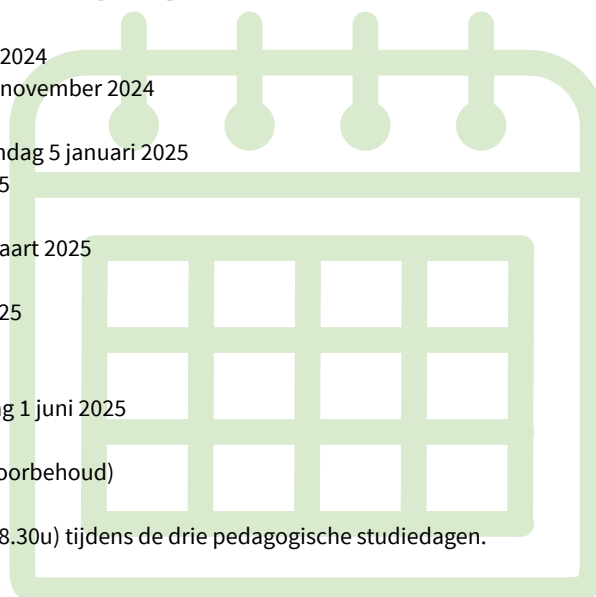 2024
november 2024
ndag 5 januari 2025
5
aart 2025
25
g 1 juni 2025
oorbehoud)
8.30u) tijdens de drie pedagogische studiedagen.